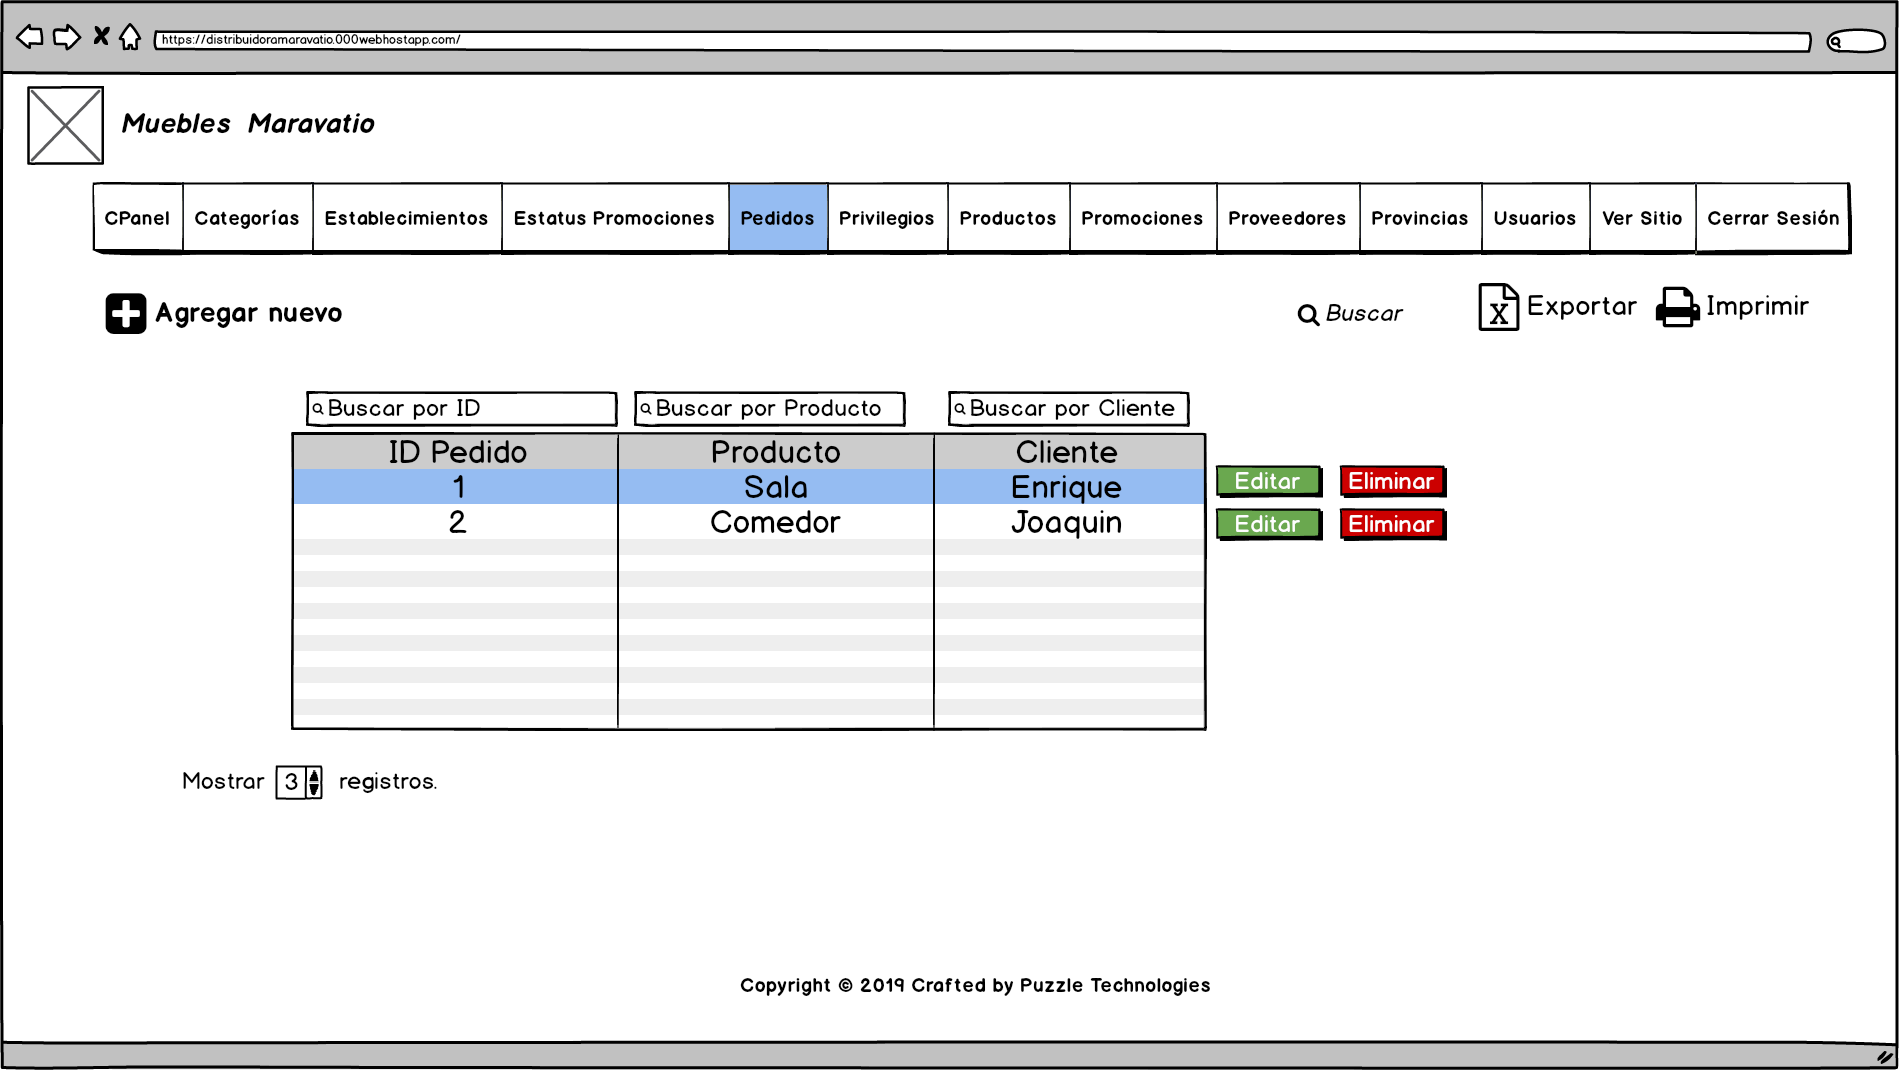 https://distribuidoramaravatio.000webhostapp.com/
Muebles Maravatio
CPanel Categorías Establecimientos Estatus Promociones Pedidos Privilegios Productos Promociones Proveedores Provincias Usuarios Ver Sitio Cerrar Sesión
Agregar nuevo Buscar X Exportar Imprimir
Buscar por ID Buscar por Producto Buscar por Cliente
ID Pedido Producto Cliente
1 Sala Enrique Editar Eliminar
2 Comedor Joaquin Editar Eliminar
Mostrar 3 registros.
Copyright © 2019 Crafted by Puzzle Technologies